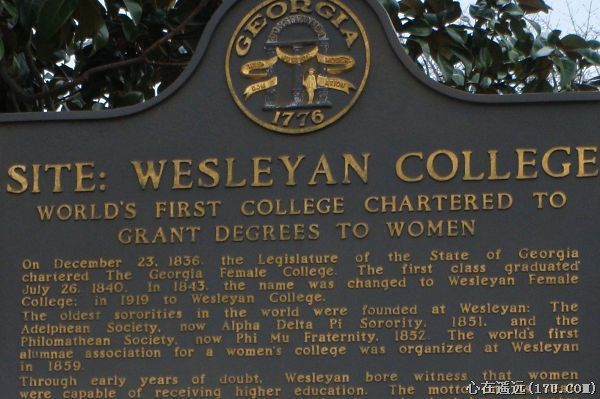 GEORGIA
1776
SITE: WESLEYAN COLLEGE
WORLD'S FIRST COLLEGE CHARTERED TO
GRANT DEGREES TO WOMEN
On December 23, 1836, the Legislature of the State of Georgia
chartered The Georgia Female College. The first class graduated
July 26, 1840. In 1843, the name was changed to Wesleyan Female
College; in 1919 to Wesleyan College.
The oldest sororities in the world were founded at Wesleyan: The
Adelphean Society, now Alpha Delta Pi Sorority, 1851, and the
Philomathean Society, now Phi Mu Fraternity, 1852. The world's first
alumnae association for a women's college was organized at Wesleyan
in 1859.
Through early years of doubt, Wesleyan bore witness that women
were capable of receiving higher education. The motto
心在遥远(17U.com)